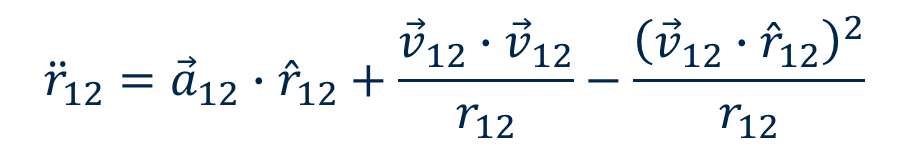 r̈₁₂ = a⃗₁₂ · r̂₁₂ + (v⃗₁₂ · v⃗₁₂)/r₁₂ − (v⃗₁₂ · r̂₁₂)²/r₁₂